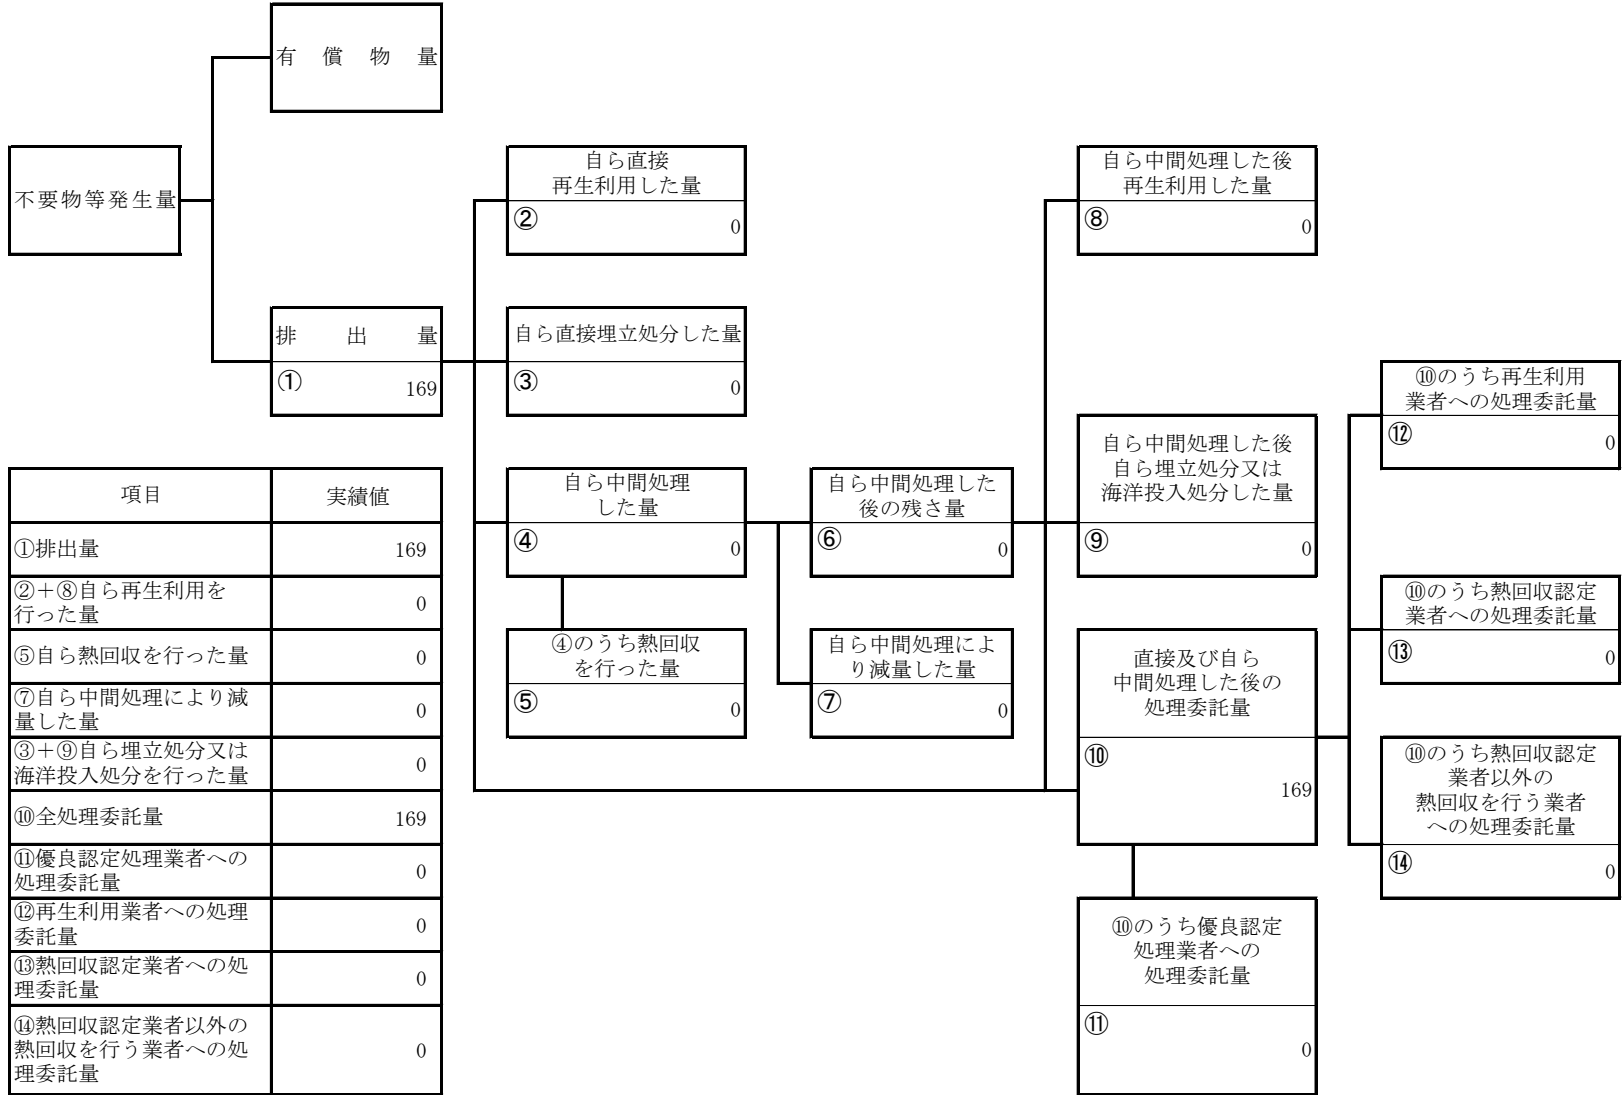 有償物量
不要物等発生量
排出量
① 169
自ら直接
再生利用した量
② 0
自ら直接埋立処分した量
③ 0
自ら中間処理
した量
④ 0
④のうち熱回収
を行った量
⑤ 0
自ら中間処理した
後の残さ量
⑥ 0
自ら中間処理によ
り減量した量
⑦ 0
自ら中間処理した後
再生利用した量
⑧ 0
自ら中間処理した後
自ら埋立処分又は
海洋投入処分した量
⑨ 0
直接及び自ら
中間処理した後の
処理委託量
⑩
169
⑩のうち優良認定
処理業者への
処理委託量
⑪
0
⑩のうち再生利用
業者への処理委託量
⑫ 0
⑩のうち熱回収認定
業者への処理委託量
⑬ 0
⑩のうち熱回収認定
業者以外の
熱回収を行う業者
への処理委託量
⑭ 0
項目 実績値
①排出量 169
②+⑧自ら再生利用を
行った量 0
⑤自ら熱回収を行った量 0
⑦自ら中間処理により減
量した量 0
③+⑨自ら埋立処分又は
海洋投入処分を行った量 0
⑩全処理委託量 169
⑪優良認定処理業者への
処理委託量 0
⑫再生利用業者への処理
委託量 0
⑬熱回収認定業者への処
理委託量 0
⑭熱回収認定業者以外の
熱回収を行う業者への処 0
理委託量